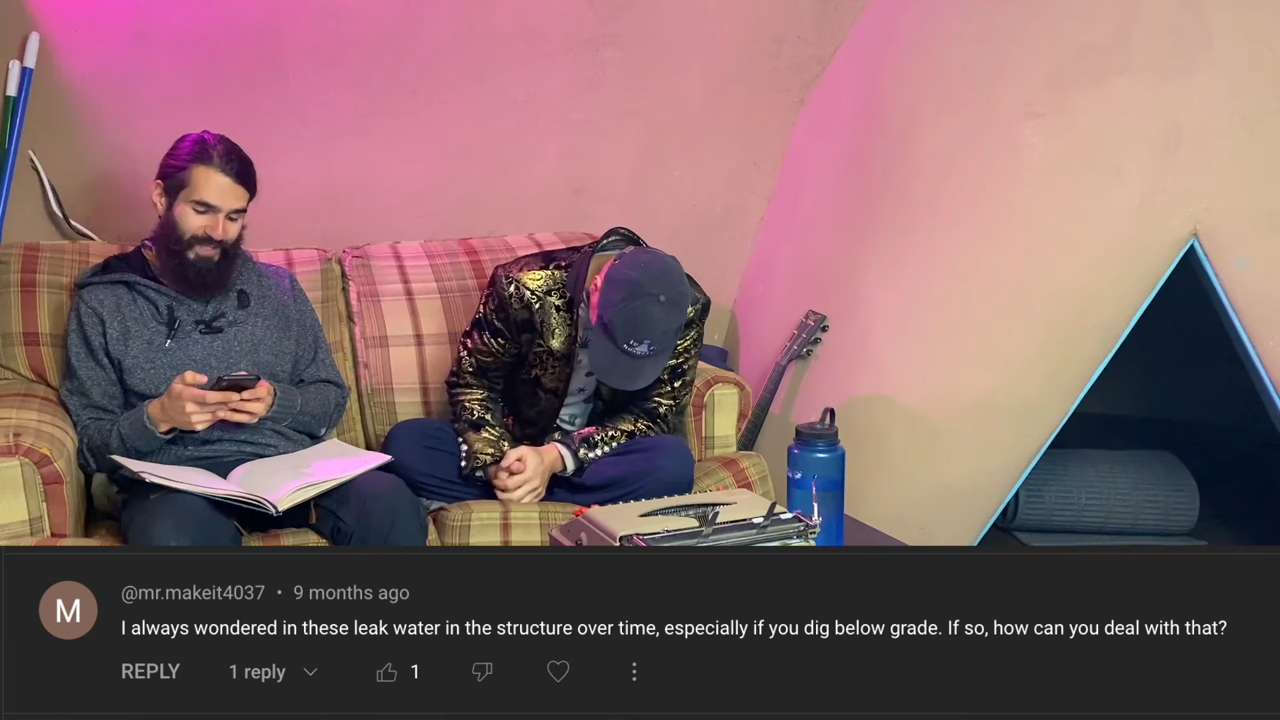 M
@mr.makeit4037 • 9 months ago
I always wondered in these leak water in the structure over time, especially if you dig below grade. If so, how can you deal with that?
REPLY
1 reply
1